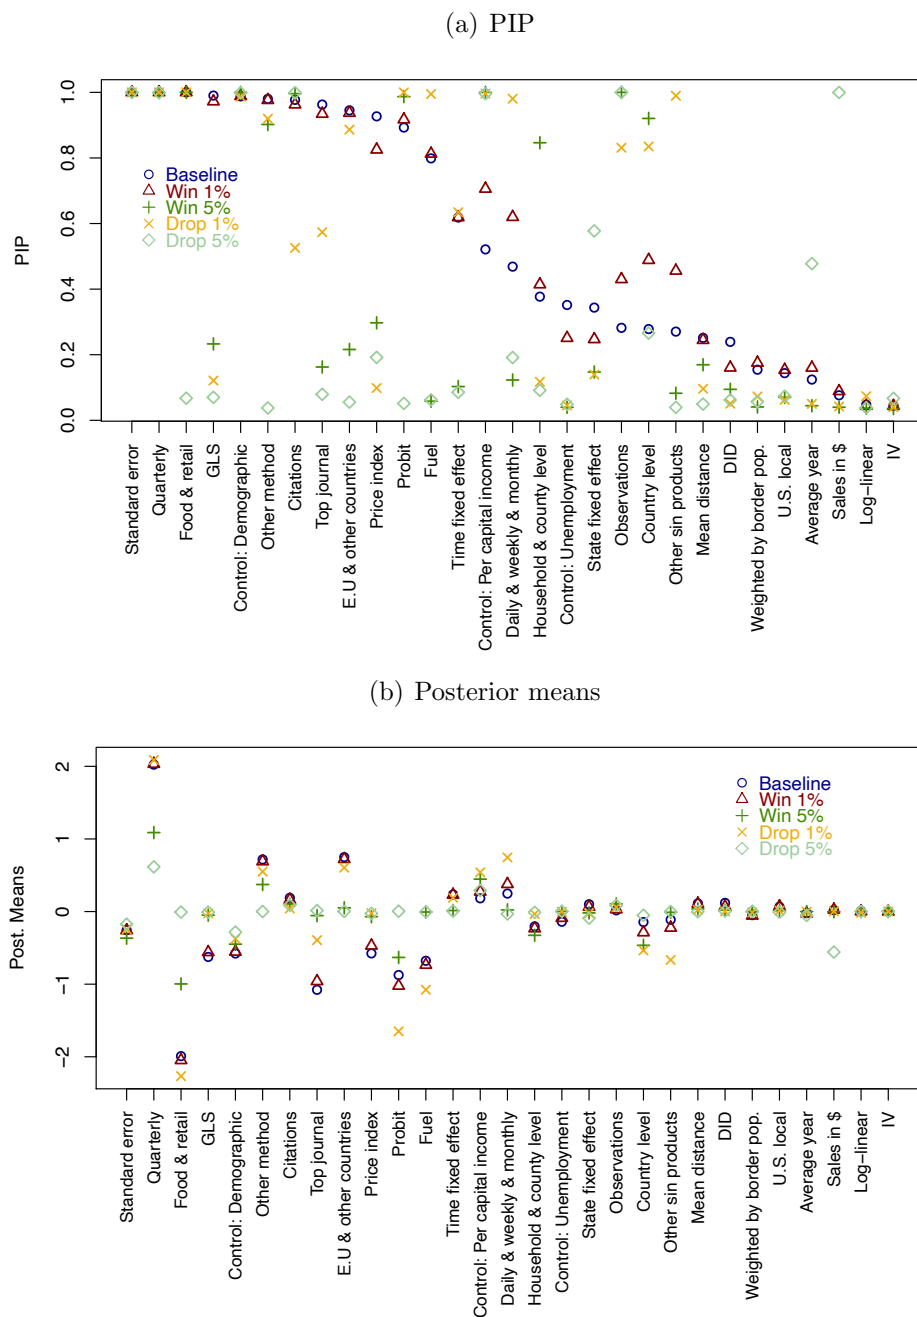 (a) PIP
PIP
1.0
0.8
0.6
0.4
0.2
0.0
Baseline
Win 1%
Win 5%
Drop 1%
Drop 5%
Standard error
Quarterly
Food & retail
GLS
Control: Demographic
Other method
Citations
Top journal
E.U & other countries
Price index
Probit
Fuel
Time fixed effect
Control: Per capital income
Daily & weekly & monthly
Household & county level
Control: Unemployment
State fixed effect
Observations
Country level
Other sin products
Mean distance
DID
Weighted by border pop.
U.S. local
Average year
Sales in $
Log−linear
IV
(b) Posterior means
Post. Means
2
1
0
−1
−2
Baseline
Win 1%
Win 5%
Drop 1%
Drop 5%
Standard error
Quarterly
Food & retail
GLS
Control: Demographic
Other method
Citations
Top journal
E.U & other countries
Price index
Probit
Fuel
Time fixed effect
Control: Per capital income
Daily & weekly & monthly
Household & county level
Control: Unemployment
State fixed effect
Observations
Country level
Other sin products
Mean distance
DID
Weighted by border pop.
U.S. local
Average year
Sales in $
Log−linear
IV